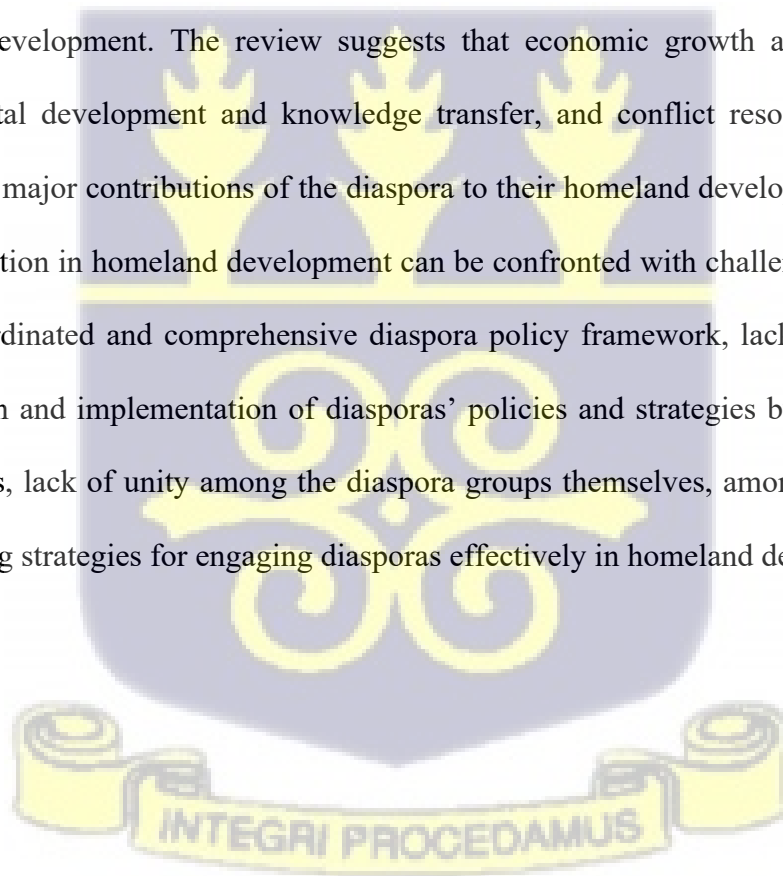 evelopment. The review suggests that economic growth a
tal development and knowledge transfer, and conflict reso
major contributions of the diaspora to their homeland develo
tion in homeland development can be confronted with challe
rdinated and comprehensive diaspora policy framework, lack
n and implementation of diasporas’ policies and strategies b
s, lack of unity among the diaspora groups themselves, amo
g strategies for engaging diasporas effectively in homeland de
INTEGRI PROCEDAMUS